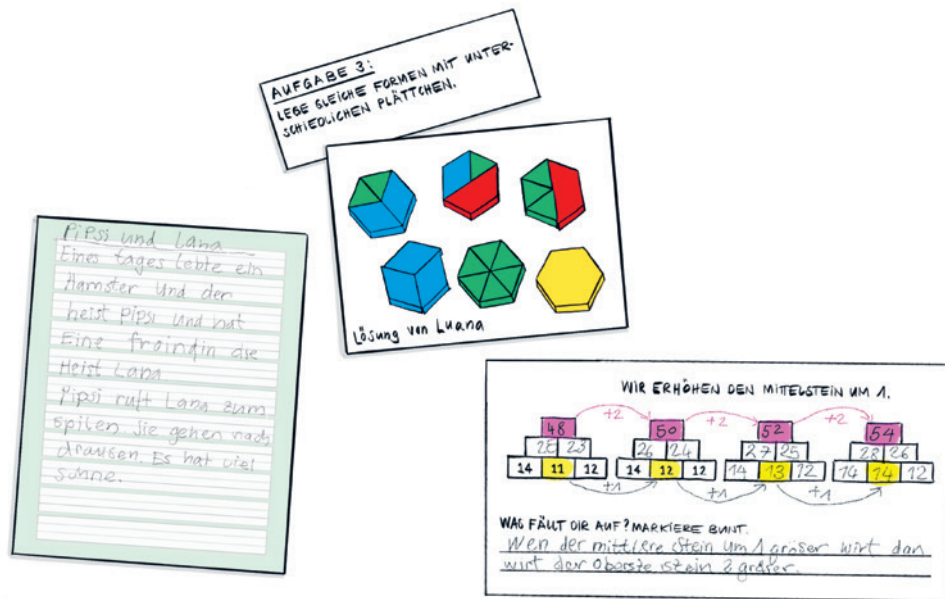 AUFGABE 3:
LEGE GLEICHE FORMEN MIT UNTER-
SCHIEDLICHEN PLÄTTCHEN.
Lösung von Luana
Pipsi und Lana
Eines tages lebte ein
Hamster und der
heist Pipsi und hat
Eine froindin die
Heist Lana
Pipsi ruft Lana zum
spilen Sie gehen nach
draußen. Es hat viel
sonne.
WIR ERHÖHEN DEN MITTELSTEIN UM 1.
+2 +2 +2
48 50 52 54
25 23 26 24 27 25 28 26
14 11 12 14 12 12 14 13 12 14 14 12
+1 +1 +1
WAS FÄLLT DIR AUF? MARKIERE BUNT.
Wen der mittlere Stein um 1 gröser wirt dan
wirt der Oberste stein 2 gröser.